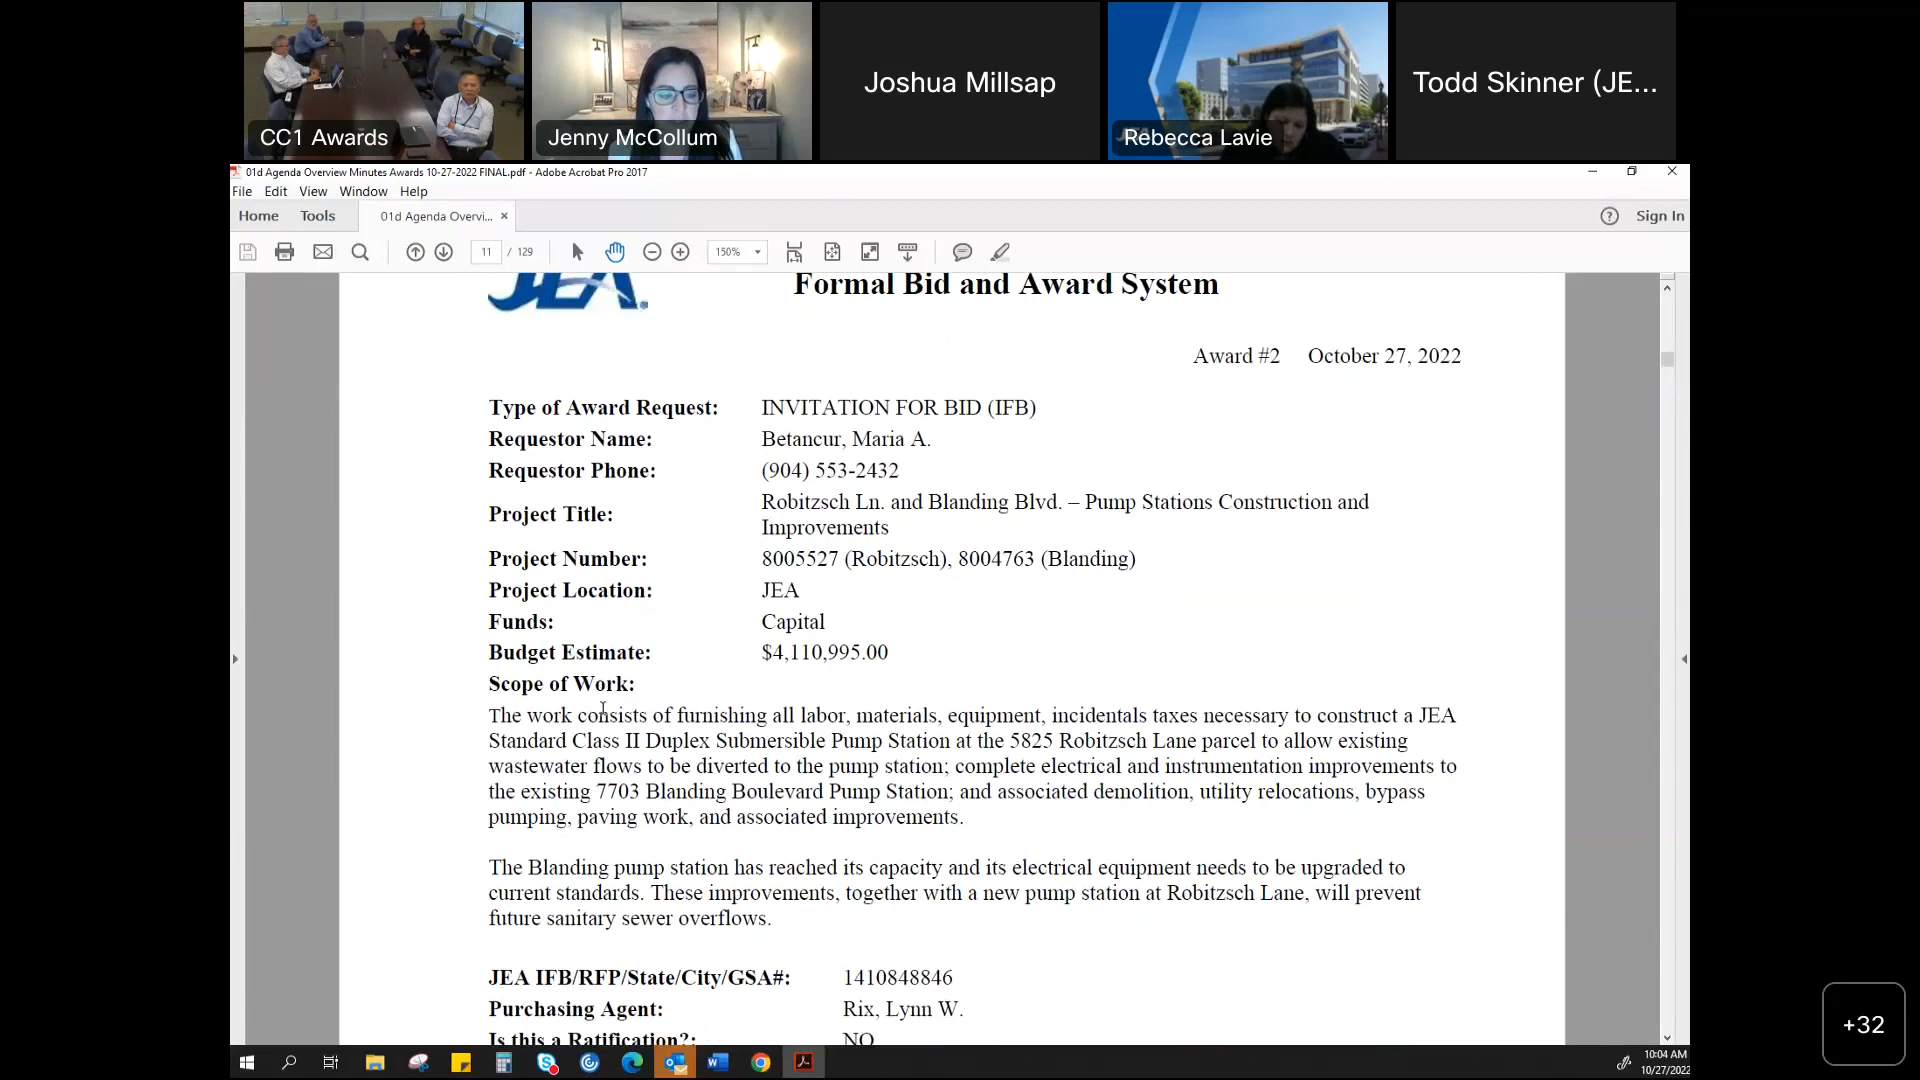 CC1 Awards
Jenny McCollum
Joshua Millsap
Rebecca Lavie
Todd Skinner (JE...
01d Agenda Overview Minutes Awards 10-27-2022 FINAL.pdf - Adobe Acrobat Pro 2017
File Edit View Window Help
Home Tools 01d Agenda Overvi... × Sign In
11 / 129 150%
JEA
Formal Bid and Award System
Award #2 October 27, 2022
Type of Award Request: INVITATION FOR BID (IFB)
Requestor Name: Betancur, Maria A.
Requestor Phone: (904) 553-2432
Project Title: Robitzsch Ln. and Blanding Blvd. – Pump Stations Construction and
Improvements
Project Number: 8005527 (Robitzsch), 8004763 (Blanding)
Project Location: JEA
Funds: Capital
Budget Estimate: $4,110,995.00
Scope of Work:
The work consists of furnishing all labor, materials, equipment, incidentals taxes necessary to construct a JEA
Standard Class II Duplex Submersible Pump Station at the 5825 Robitzsch Lane parcel to allow existing
wastewater flows to be diverted to the pump station; complete electrical and instrumentation improvements to
the existing 7703 Blanding Boulevard Pump Station; and associated demolition, utility relocations, bypass
pumping, paving work, and associated improvements.
The Blanding pump station has reached its capacity and its electrical equipment needs to be upgraded to
current standards. These improvements, together with a new pump station at Robitzsch Lane, will prevent
future sanitary sewer overflows.
JEA IFB/RFP/State/City/GSA#: 1410848846
Purchasing Agent: Rix, Lynn W.
Is this a Ratification?: NO
+32
10:04 AM
10/27/2022